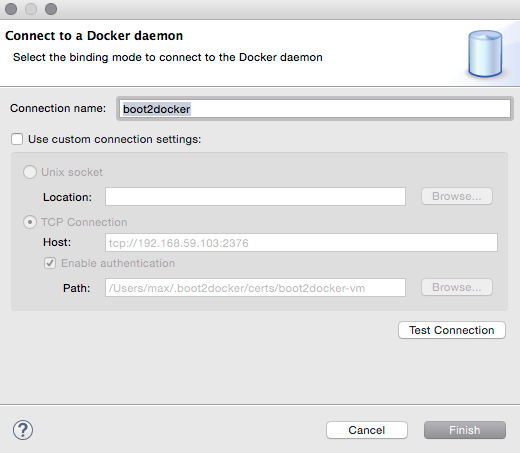 Connect to a Docker daemon
Select the binding mode to connect to the Docker daemon
Connection name: boot2docker
Use custom connection settings:
Unix socket
Location: Browse...
TCP Connection
Host: tcp://192.168.59.103:2376
Enable authentication
Path: /Users/max/.boot2docker/certs/boot2docker-vm Browse...
Test Connection
? Cancel Finish